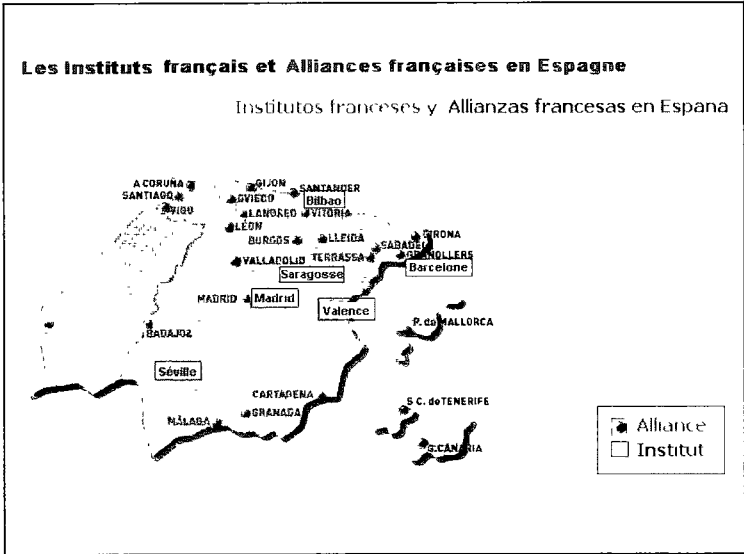 Les Instituts français et Alliances françaises en Espagne
Institutos franceses y Allianzas francesas en Espana
A CORUÑA
GIJON
SANTIAGO
SANTANDER
OVIEDO
Bilbao
VIGO
LANGREO
VITORIA
LÉON
GIRONA
BURGOS
LLEIDA
SABADELL
TERRASSA
GRANOLLERS
VALLADOLID
Saragosse
Barcelone
MADRID
Madrid
Valence
P. de MALLORCA
BADAJOZ
Séville
CARTAGENA
S.C. de TENERIFE
GRANADA
MÁLAGA
G.CANARIA
Alliance
Institut